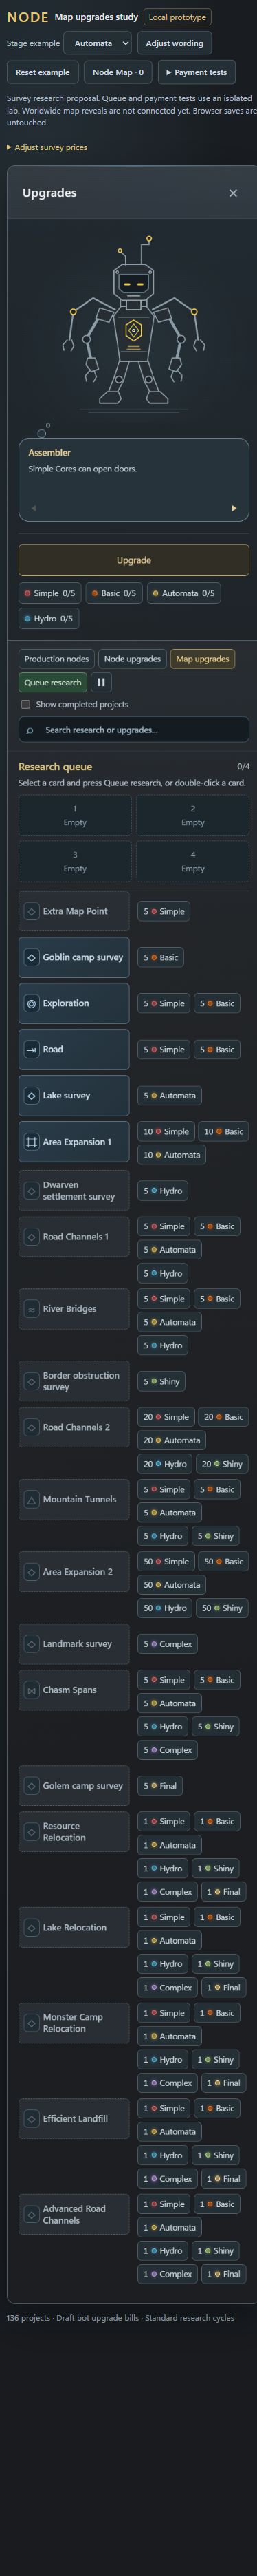 NODE Map upgrades study Local prototype
Stage example Automata Adjust wording
Reset example Node Map · 0 Payment tests
Survey research proposal. Queue and payment tests use an isolated
lab. Worldwide map reveals are not connected yet. Browser saves are
untouched.
Adjust survey prices
Upgrades
0
Assembler
Simple Cores can open doors.
Upgrade
Simple 0/5 Basic 0/5 Automata 0/5
Hydro 0/5
Production nodes Node upgrades Map upgrades
Queue research
Show completed projects
Search research or upgrades...
Research queue 0/4
Select a card and press Queue research, or double-click a card.
1 2
Empty Empty
3 4
Empty Empty
Extra Map Point 5 Simple
Goblin camp survey 5 Basic
Exploration 5 Simple 5 Basic
Road 5 Simple 5 Basic
Lake survey 5 Automata
Area Expansion 1 10 Simple 10 Basic
10 Automata
Dwarven
settlement survey 5 Hydro
Road Channels 1 5 Simple 5 Basic
5 Automata
5 Hydro
River Bridges 5 Simple 5 Basic
5 Automata
5 Hydro
Border obstruction
survey 5 Shiny
Road Channels 2 20 Simple 20 Basic
20 Automata
20 Hydro 20 Shiny
Mountain Tunnels 5 Simple 5 Basic
5 Automata
5 Hydro 5 Shiny
Area Expansion 2 50 Simple 50 Basic
50 Automata
50 Hydro 50 Shiny
Landmark survey 5 Complex
Chasm Spans 5 Simple 5 Basic
5 Automata
5 Hydro 5 Shiny
5 Complex
Golem camp survey 5 Final
Resource
Relocation 1 Simple 1 Basic
1 Automata
1 Hydro 1 Shiny
1 Complex 1 Final
Lake Relocation 1 Simple 1 Basic
1 Automata
1 Hydro 1 Shiny
1 Complex 1 Final
Monster Camp
Relocation 1 Simple 1 Basic
1 Automata
1 Hydro 1 Shiny
1 Complex 1 Final
Efficient Landfill 1 Simple 1 Basic
1 Automata
1 Hydro 1 Shiny
1 Complex 1 Final
Advanced Road
Channels 1 Simple 1 Basic
1 Automata
1 Hydro 1 Shiny
1 Complex 1 Final
136 projects · Draft bot upgrade bills · Standard research cycles